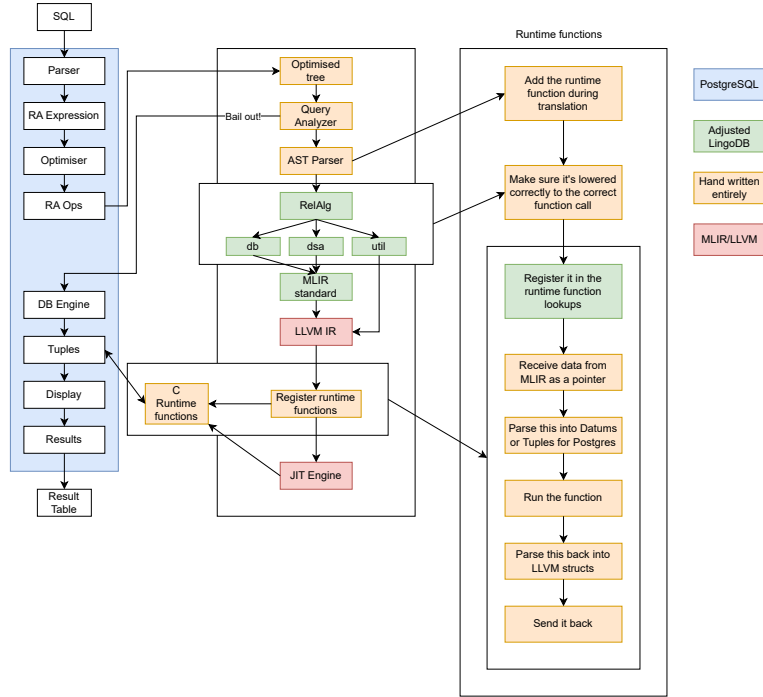 SQL
Parser
RA Expression
Optimiser
RA Ops
DB Engine
Tuples
Display
Results
Result
Table
Optimised
tree
Query
Analyzer
Bail out!
AST Parser
RelAlg
db
dsa
util
MLIR
standard
LLVM IR
C
Runtime
functions
Register runtime
functions
JIT Engine
Runtime functions
Add the runtime
function during
translation
Make sure it's lowered
correctly to the correct
function call
Register it in the
runtime function
lookups
Receive data from
MLIR as a pointer
Parse this into Datums
or Tuples for Postgres
Run the function
Parse this back into
LLVM structs
Send it back
PostgreSQL
Adjusted
LingoDB
Hand written
entirely
MLIR/LLVM